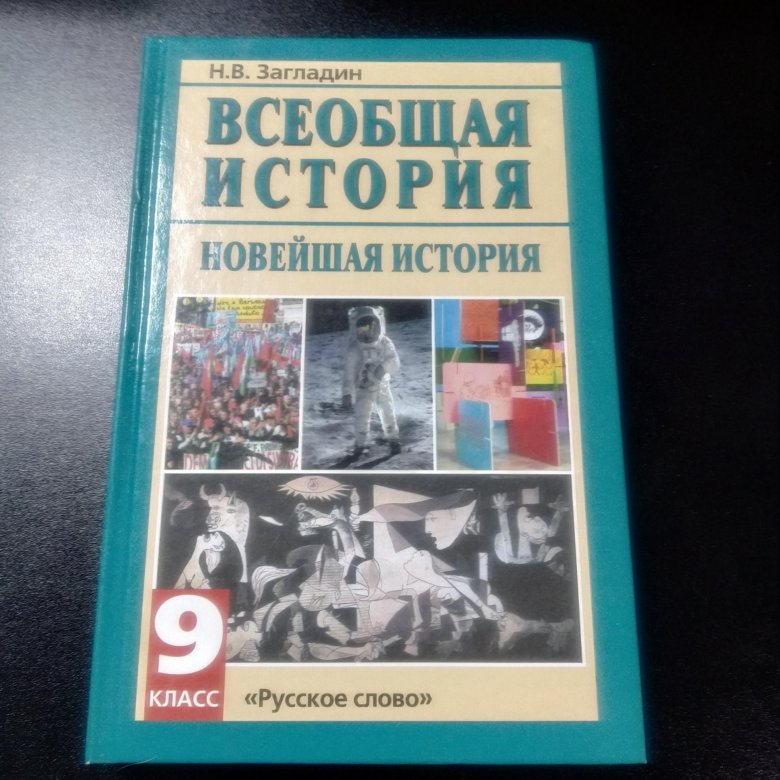 Н.В. Загладин
ВСЕОБЩАЯ
ИСТОРИЯ
НОВЕЙШАЯ ИСТОРИЯ
9
КЛАСС
«Русское слово»